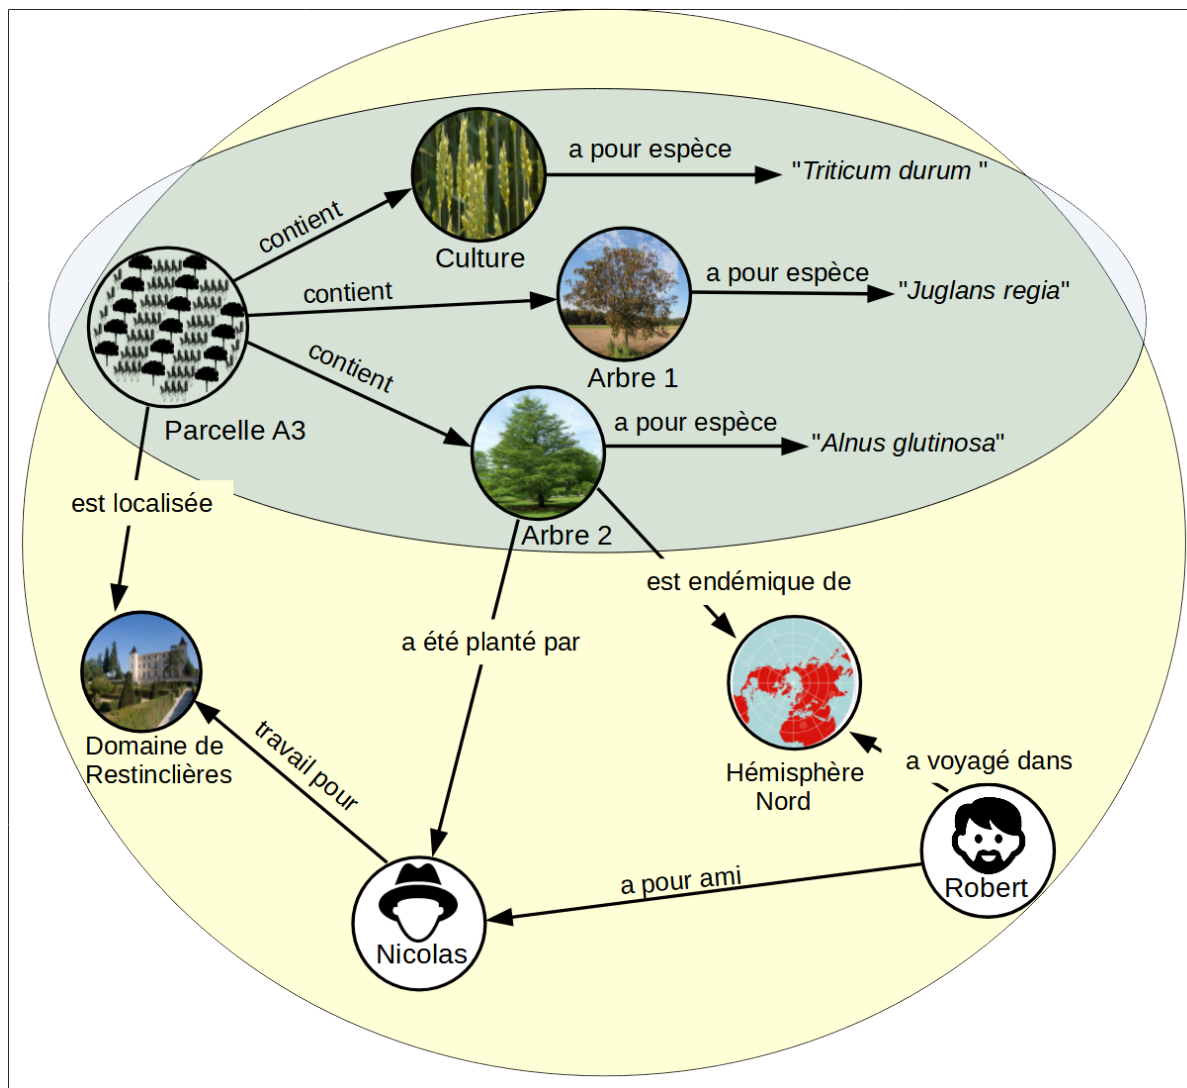 a pour espèce
"Triticum durum "
contient
Culture
contient
a pour espèce
"Juglans regia"
contient
Arbre 1
Parcelle A3
a pour espèce
"Alnus glutinosa"
est localisée
Arbre 2
est endémique de
a été planté par
Domaine de
Restinclières
travail pour
Hémisphère
Nord
a voyagé dans
a pour ami
Robert
Nicolas